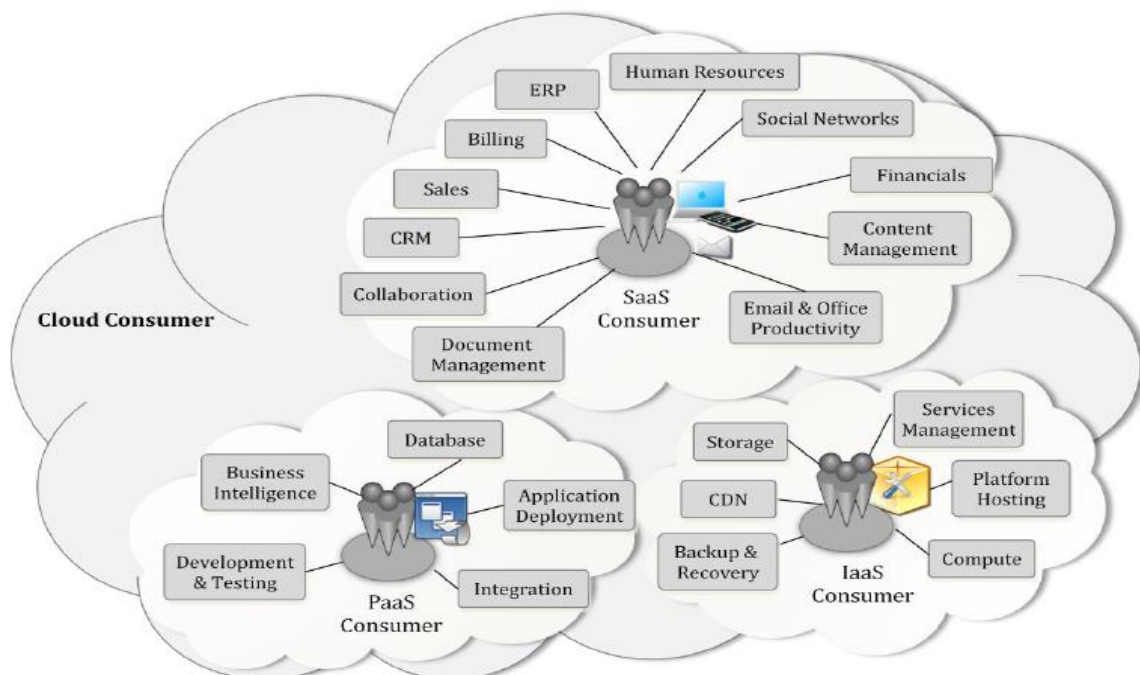 Human Resources
ERP
Social Networks
Billing
Financials
Sales
Content
Management
CRM
Collaboration
SaaS
Consumer
Email & Office
Productivity
Document
Management
Cloud Consumer
Database
Business
Intelligence
Application
Deployment
Development
& Testing
Integration
PaaS
Consumer
Services
Management
Storage
Platform
Hosting
CDN
Backup &
Recovery
Compute
IaaS
Consumer